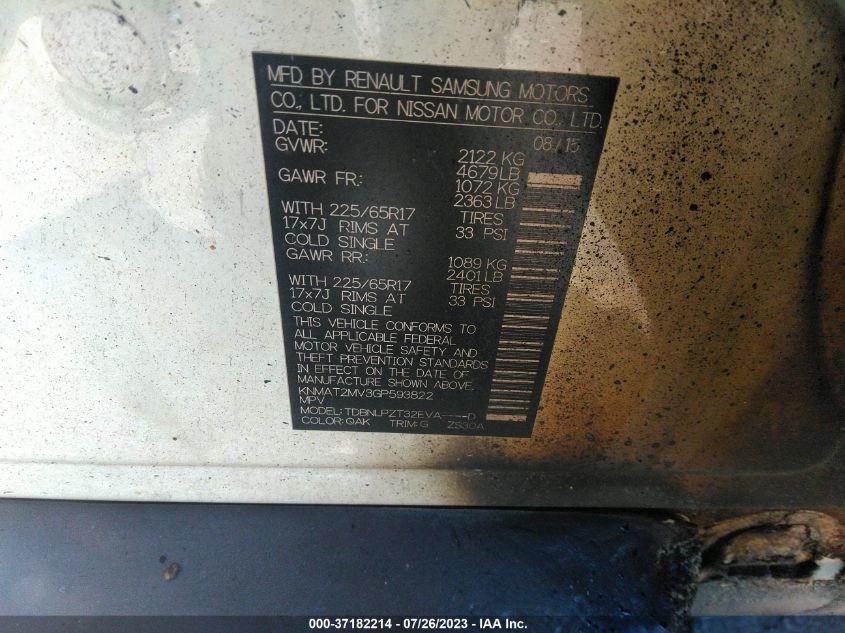 MFD BY RENAULT SAMSUNG MOTORS
CO., LTD. FOR NISSAN MOTOR CO., LTD.
DATE: 08/15
GVWR: 2122 KG
4679 LB
GAWR FR.: 1072 KG
2363 LB
WITH 225/65R17 TIRES
17x7J RIMS AT 33 PSI
COLD SINGLE
GAWR RR.: 1089 KG
2401 LB
WITH 225/65R17 TIRES
17x7J RIMS AT 33 PSI
COLD SINGLE
THIS VEHICLE CONFORMS TO
ALL APPLICABLE FEDERAL
MOTOR VEHICLE SAFETY AND
THEFT PREVENTION STANDARDS
IN EFFECT ON THE DATE OF
MANUFACTURE SHOWN ABOVE.
KNMAT2MV3GP593822
MPV
MODEL: TDBNLPZT32EVA----D
COLOR: QAK TRIM: G ZS30A
000-37182214 - 07/26/2023 - IAA Inc.